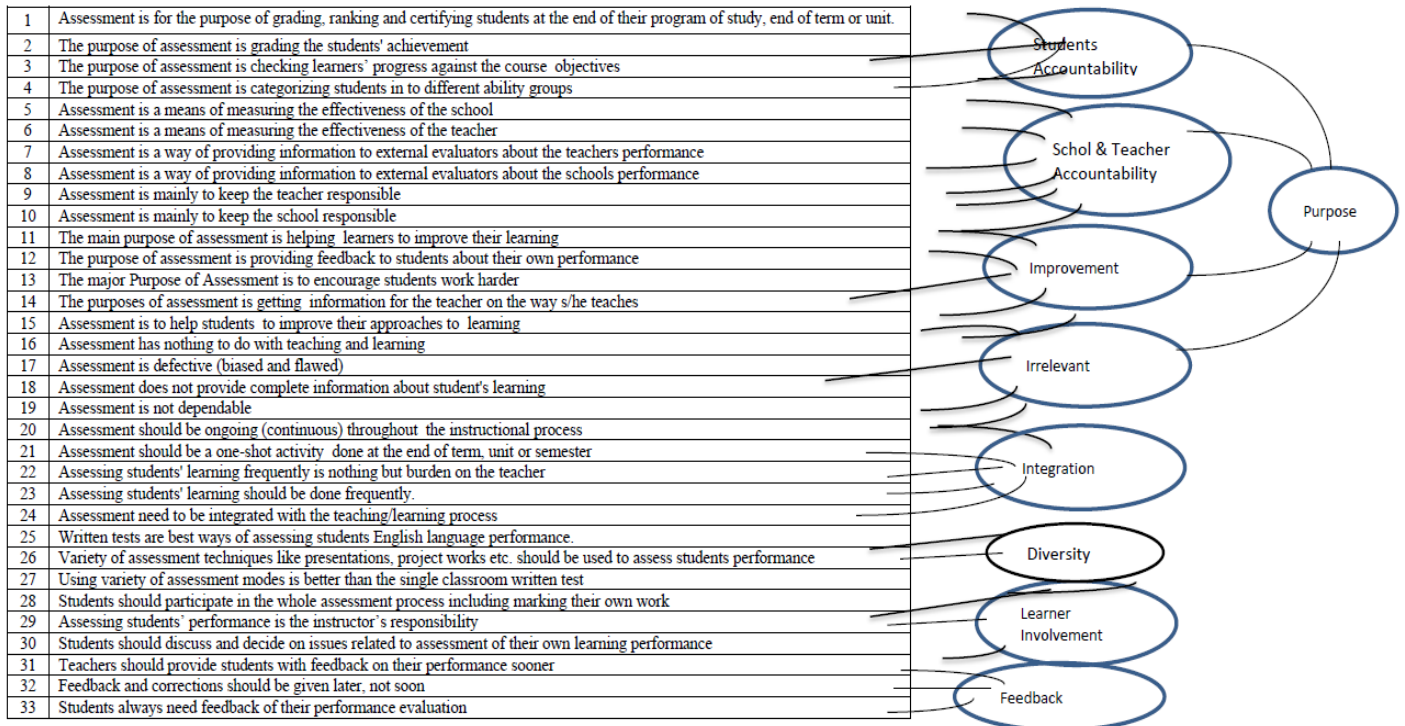 1 Assessment is for the purpose of grading, ranking and certifying students at the end of their program of study, end of term or unit.
2 The purpose of assessment is grading the students' achievement
3 The purpose of assessment is checking learners’ progress against the course objectives
4 The purpose of assessment is categorizing students in to different ability groups
5 Assessment is a means of measuring the effectiveness of the school
6 Assessment is a means of measuring the effectiveness of the teacher
7 Assessment is a way of providing information to external evaluators about the teachers performance
8 Assessment is a way of providing information to external evaluators about the schools performance
9 Assessment is mainly to keep the teacher responsible
10 Assessment is mainly to keep the school responsible
11 The main purpose of assessment is helping learners to improve their learning
12 The purpose of assessment is providing feedback to students about their own performance
13 The major Purpose of Assessment is to encourage students work harder
14 The purposes of assessment is getting information for the teacher on the way s/he teaches
15 Assessment is to help students to improve their approaches to learning
16 Assessment has nothing to do with teaching and learning
17 Assessment is defective (biased and flawed)
18 Assessment does not provide complete information about student's learning
19 Assessment is not dependable
20 Assessment should be ongoing (continuous) throughout the instructional process
21 Assessment should be a one-shot activity done at the end of term, unit or semester
22 Assessing students' learning frequently is nothing but burden on the teacher
23 Assessing students' learning should be done frequently.
24 Assessment need to be integrated with the teaching/learning process
25 Written tests are best ways of assessing students English language performance.
26 Variety of assessment techniques like presentations, project works etc. should be used to assess students performance
27 Using variety of assessment modes is better than the single classroom written test
28 Students should participate in the whole assessment process including marking their own work
29 Assessing students’ performance is the instructor’s responsibility
30 Students should discuss and decide on issues related to assessment of their own learning performance
31 Teachers should provide students with feedback on their performance sooner
32 Feedback and corrections should be given later, not soon
33 Students always need feedback of their performance evaluation
Students
Accountability
Schol & Teacher
Accountability
Improvement
Irrelevant
Integration
Diversity
Learner
Involvement
Feedback
Purpose